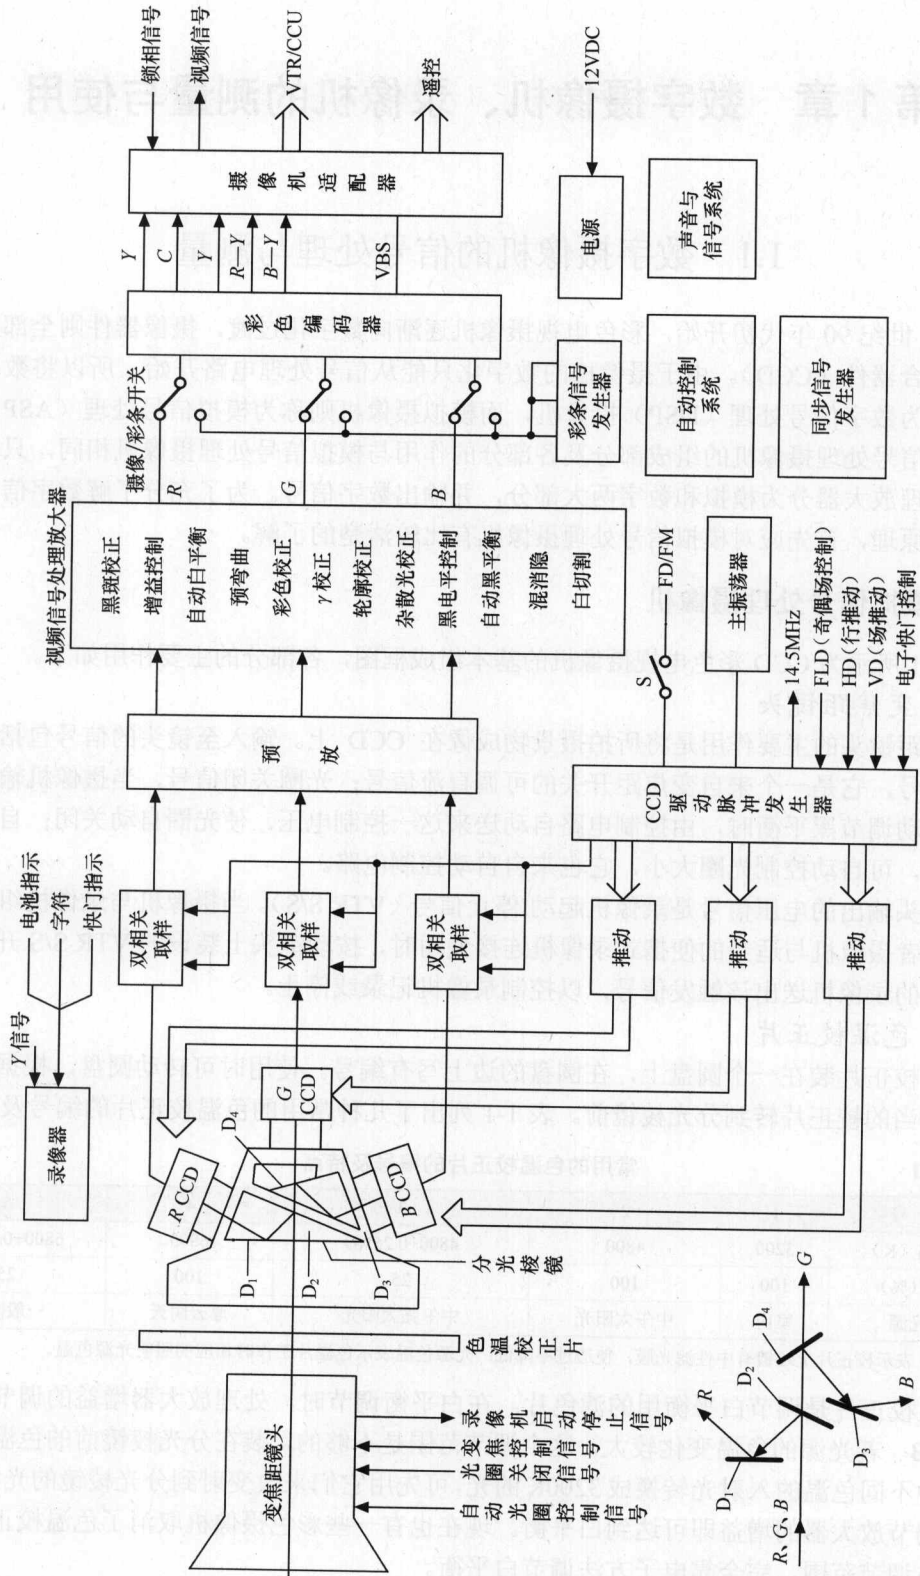 Y信号
电池指示
字符
快门指示
录像器
视频信号处理放大器
黑斑校正
增益控制
自动白平衡
预弯曲
彩色校正
γ校正
轮廓校正
杂散光校正
黑电平控制
自动黑平衡
混消隐
白切割
摄像/彩条开关
R
G
B
Y
C
Y
R−Y
B−Y
VBS
彩色编码器
摄像机适配器
锁相信号
视频信号
VTR/CCU
遥控
双相关取样
双相关取样
双相关取样
预放
R CCD
G CCD
B CCD
D₁
D₂
D₃
D₄
分光棱镜
色温校正片
变焦距镜头
录像机启动停止信号
变焦控制信号
光圈关闭信号
自动光圈控制信号
推动
推动
推动
CCD驱动脉冲发生器
S
FD/FM
主振荡器
14.5MHz
FLD(奇偶场控制)
HD(行推动)
VD(场推动)
电子快门控制
彩条信号发生器
自动控制系统
同步信号发生器
电源
12VDC
声音与信号系统
R、G、B
D₁
D₂
D₃
D₄
R
G
B